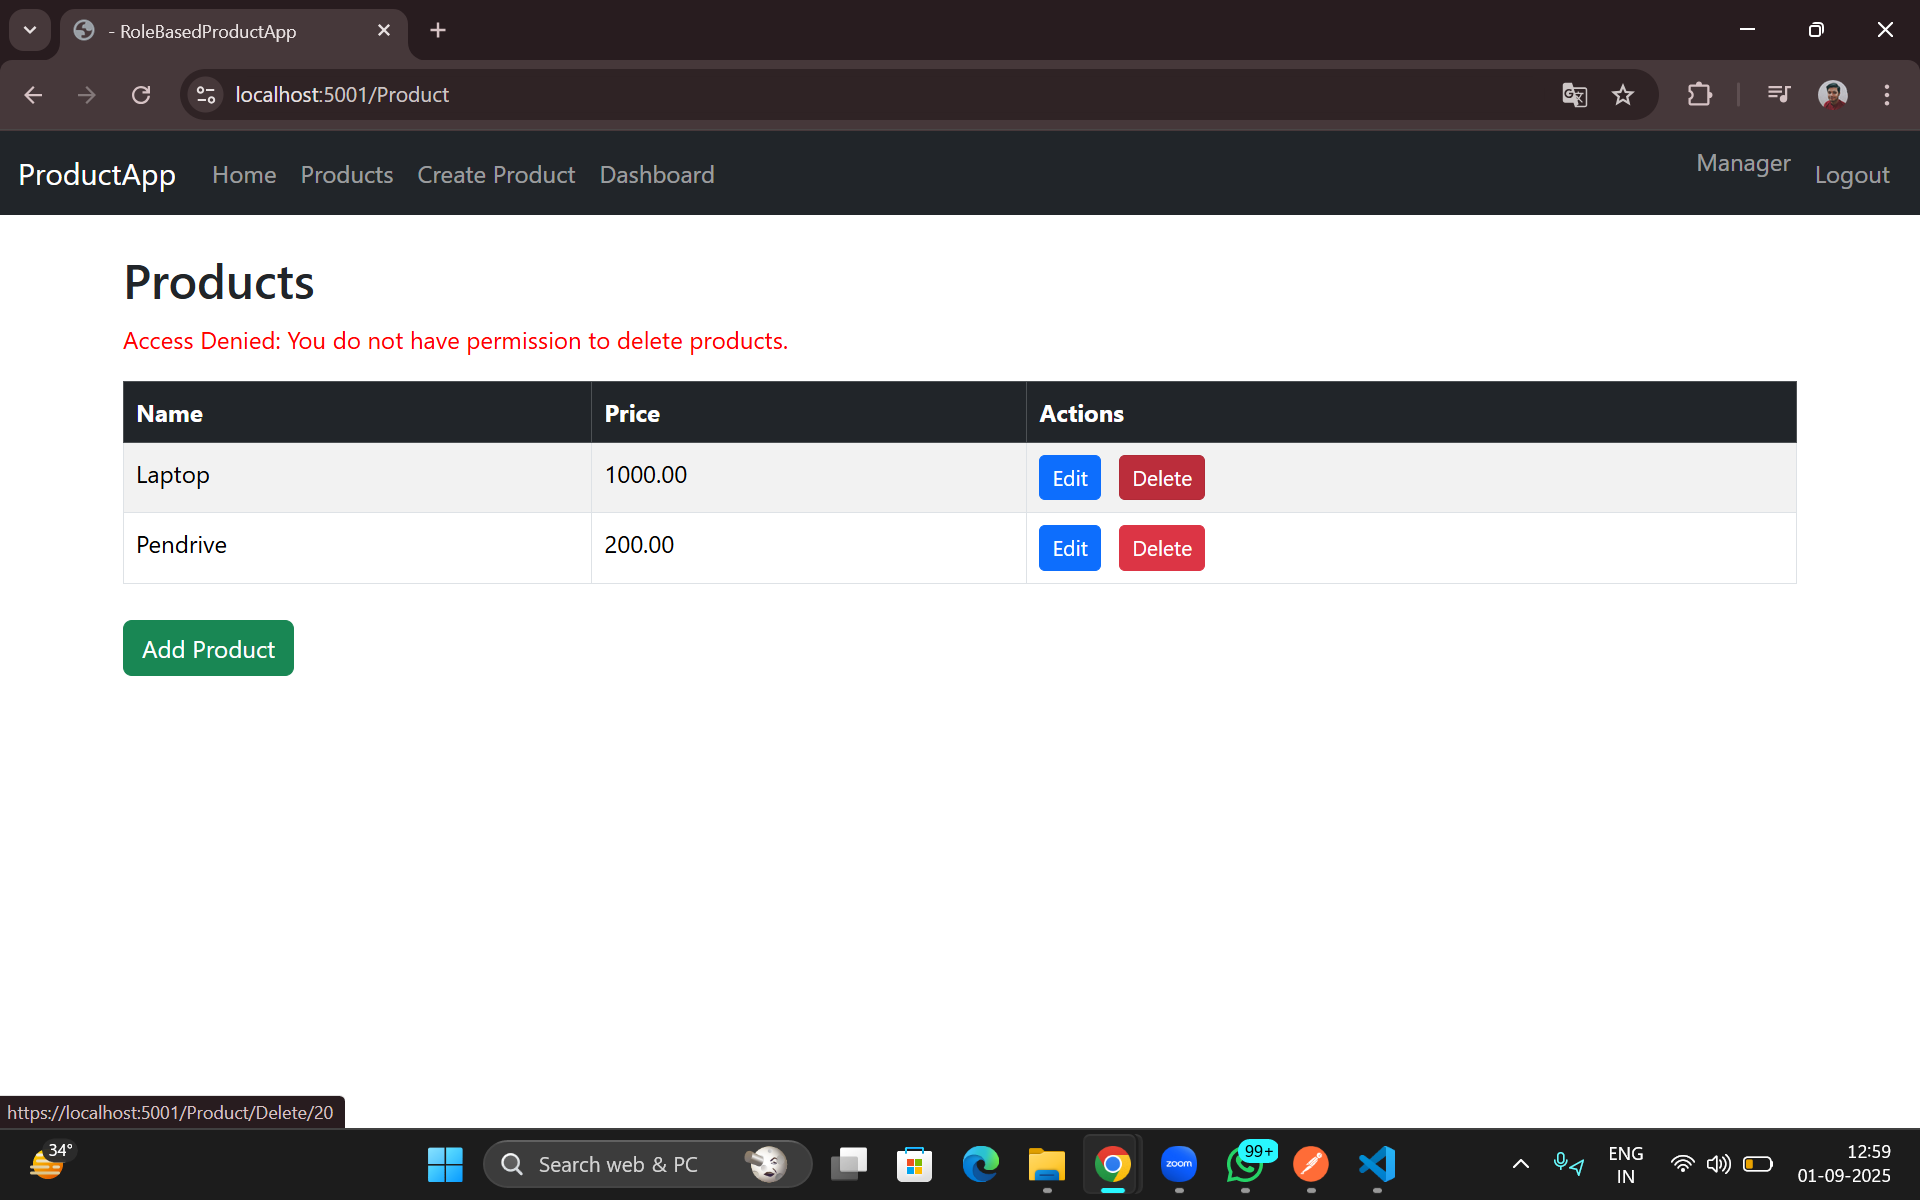 - RoleBasedProductApp
localhost:5001/Product
ProductApp Home Products Create Product Dashboard Manager Logout
Products
Access Denied: You do not have permission to delete products.
Name Price Actions
Laptop 1000.00 Edit Delete
Pendrive 200.00 Edit Delete
Add Product
https://localhost:5001/Product/Delete/20
34°
Search web & PC
zoom
99+
ENG
IN
12:59
01-09-2025